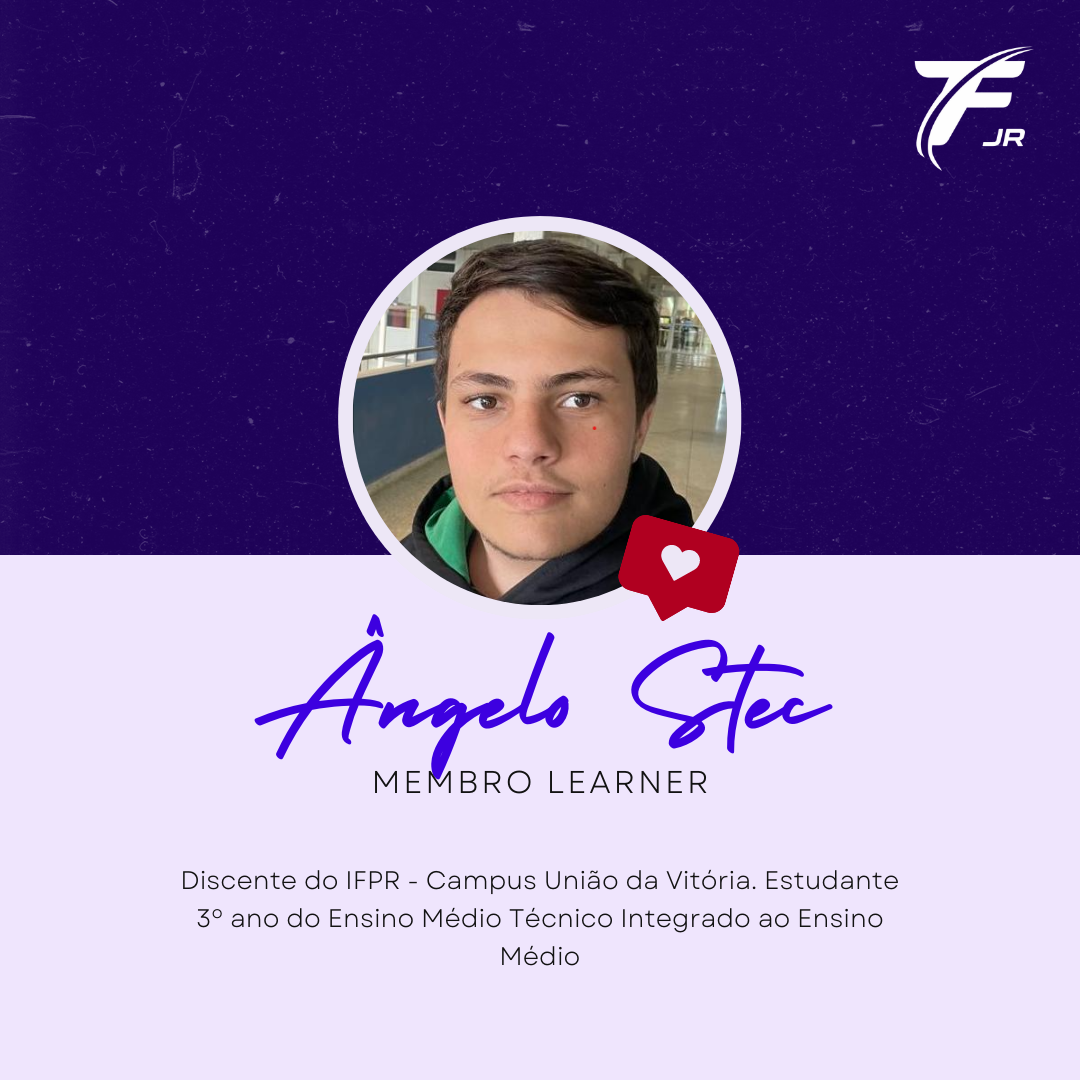 TF
JR
Ângelo Stec
MEMBRO LEARNER
Discente do IFPR - Campus União da Vitória. Estudante
3º ano do Ensino Médio Técnico Integrado ao Ensino
Médio